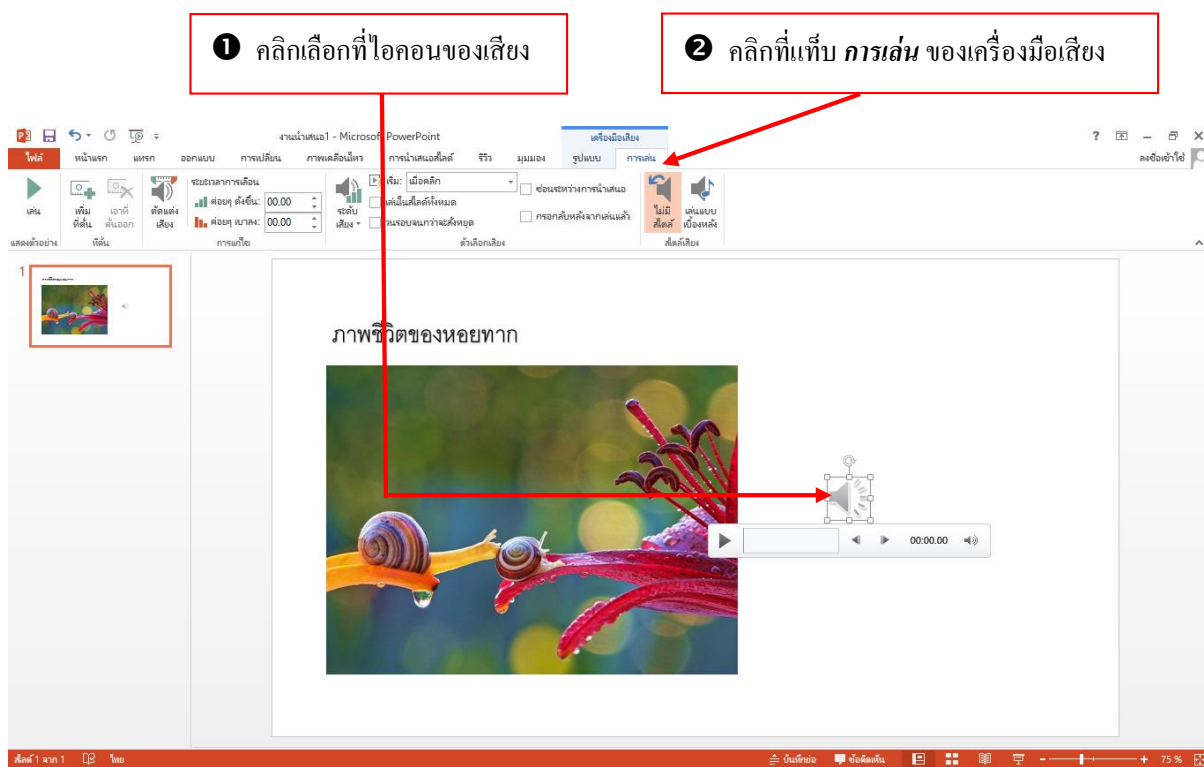 ❶ คลิกเลือกที่ไอคอนของเสียง
❷ คลิกที่แท็บ การเล่น ของเครื่องมือเสียง
งานนำเสนอ1 - Microsoft PowerPoint
เครื่องมือเสียง
?
ไฟล์ หน้าแรก แทรก ออกแบบ การเปลี่ยน ภาพเคลื่อนไหว การนำเสนอสไลด์ รีวิว มุมมอง รูปแบบ การเล่น ลงชื่อเข้าใช้
เล่น
เพิ่มที่คั่น
เอาที่คั่นออก
ตัดแต่งเสียง
ระยะเวลาการเลือน
ค่อยๆ ดังขึ้น: 00.00
ค่อยๆ เบาลง: 00.00
ระดับเสียง
เริ่ม: เมื่อคลิก
เล่นในสไลด์ทั้งหมด
วนรอบจนกว่าจะสั่งหยุด
ซ่อนระหว่างการนำเสนอ
กรอกลับหลังจากเล่นแล้ว
ไม่มีสไตล์
เล่นแบบเบื้องหลัง
แสดงตัวอย่าง ที่คั่น การแก้ไข ตัวเลือกเสียง สไตล์เสียง
1
ภาพชีวิตของหอยทาก
00:00.00
สไลด์ 1 จาก 1 ไทย บันทึกย่อ ข้อคิดเห็น 75 %